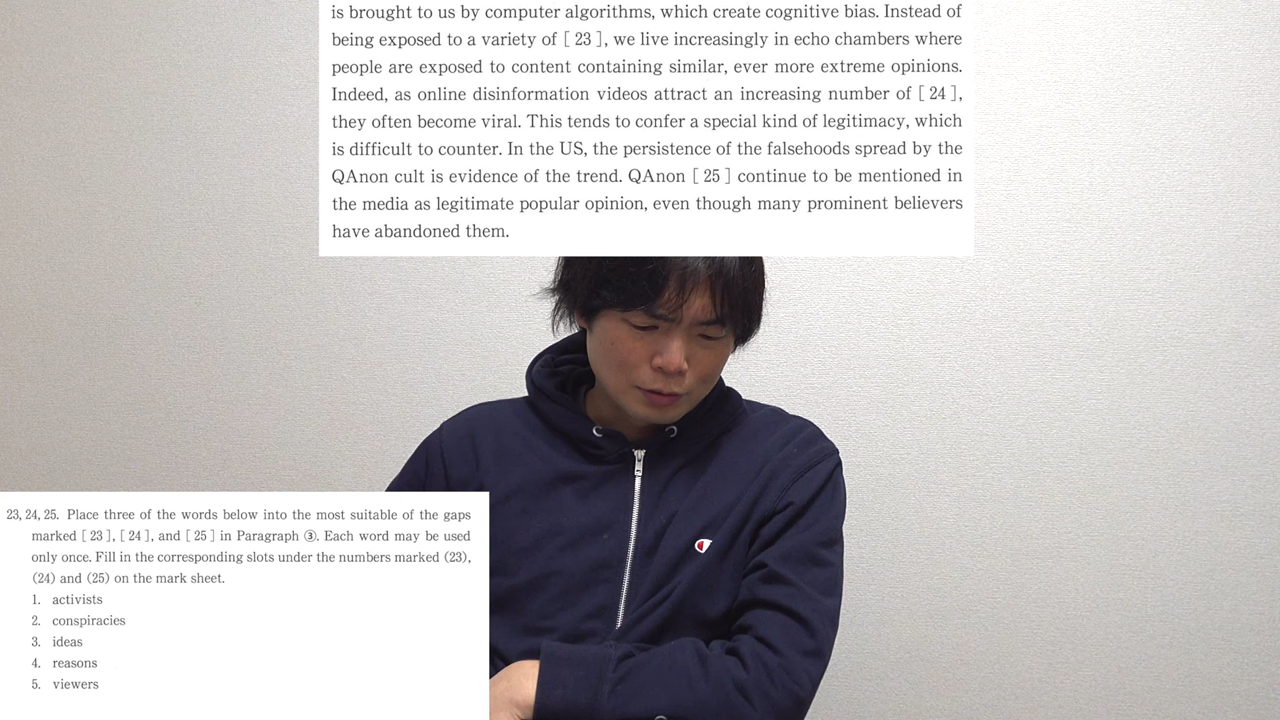 is brought to us by computer algorithms, which create cognitive bias. Instead of
being exposed to a variety of [ 23 ], we live increasingly in echo chambers where
people are exposed to content containing similar, ever more extreme opinions.
Indeed, as online disinformation videos attract an increasing number of [ 24 ],
they often become viral. This tends to confer a special kind of legitimacy, which
is difficult to counter. In the US, the persistence of the falsehoods spread by the
QAnon cult is evidence of the trend. QAnon [ 25 ] continue to be mentioned in
the media as legitimate popular opinion, even though many prominent believers
have abandoned them.
23, 24, 25. Place three of the words below into the most suitable of the gaps
marked [ 23 ], [ 24 ], and [ 25 ] in Paragraph ③. Each word may be used
only once. Fill in the corresponding slots under the numbers marked (23),
(24) and (25) on the mark sheet.
1. activists
2. conspiracies
3. ideas
4. reasons
5. viewers